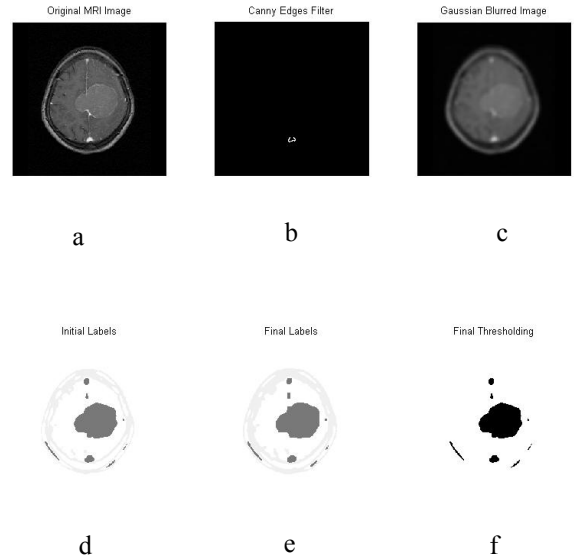 Original MRI Image
Canny Edges Filter
Gaussian Blurred Image
a
b
c
Initial Labels
Final Labels
Final Thresholding
d
e
f